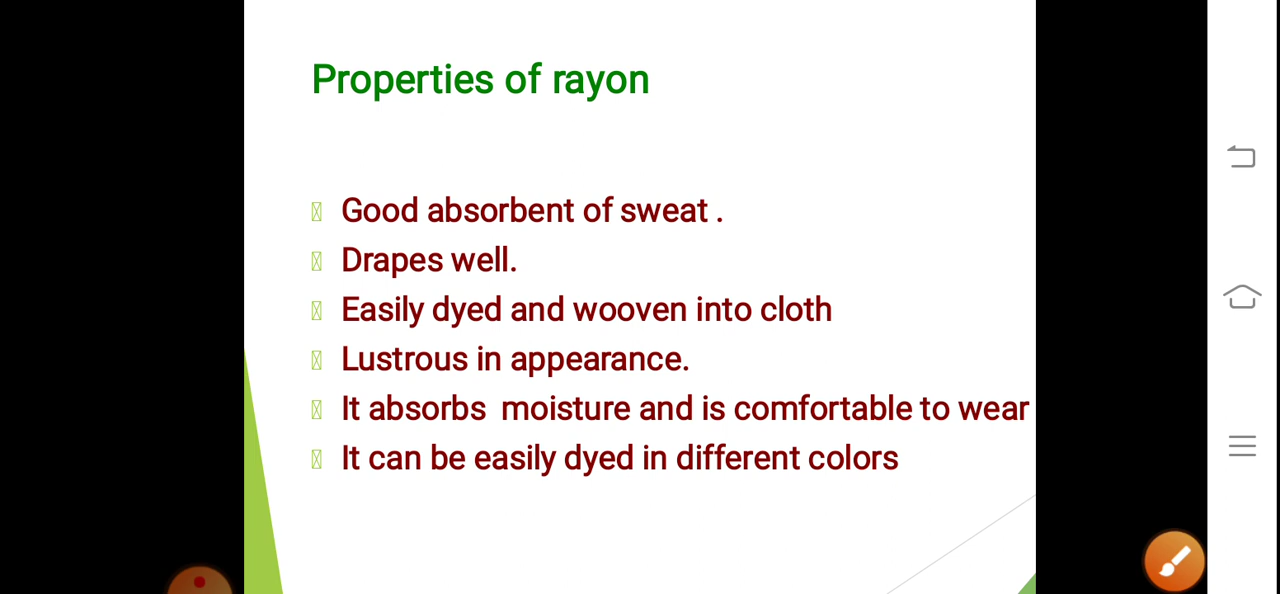 Properties of rayon
Good absorbent of sweat .
Drapes well.
Easily dyed and wooven into cloth
Lustrous in appearance.
It absorbs  moisture and is comfortable to wear
It can be easily dyed in different colors